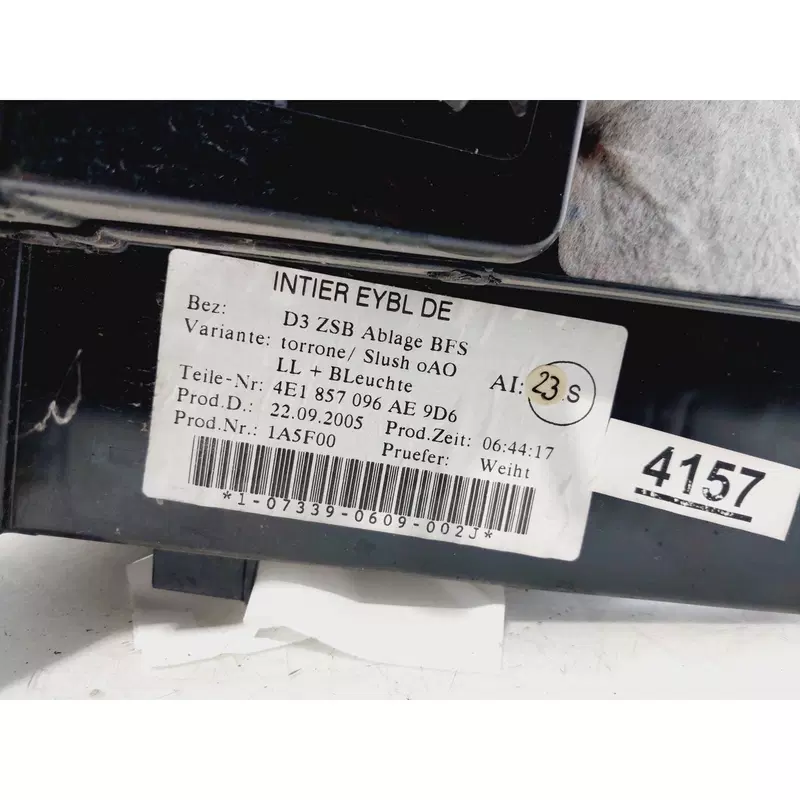 INTIER EYBL DE
Bez: D3 ZSB Ablage BFS
Variante: torrone/ Slush oAO
LL + BLeuchte
AI: 23 .S
Teile-Nr: 4E1 857 096 AE 9D6
Prod.D.: 22.09.2005 Prod.Zeit: 06:44:17
Prod.Nr.: 1A5F00 Pruefer: Weiht
*1-07339-0609-002J*
4157